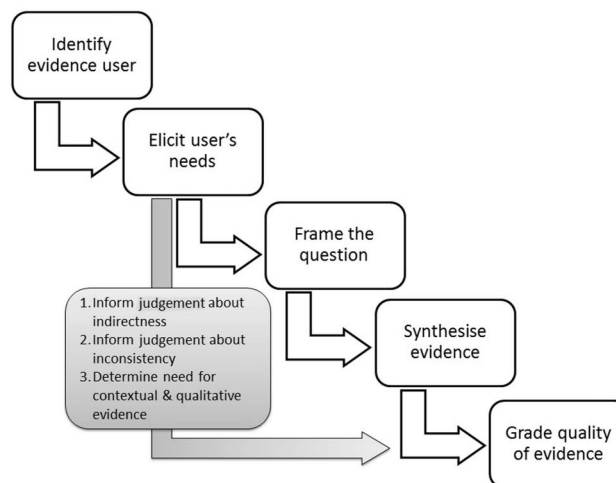 Identify
evidence user
Elicit user's
needs
Frame the
question
1. Inform judgement about
indirectness
2. Inform judgement about
inconsistency
3. Determine need for
contextual & qualitative
evidence
Synthesise
evidence
Grade quality
of evidence